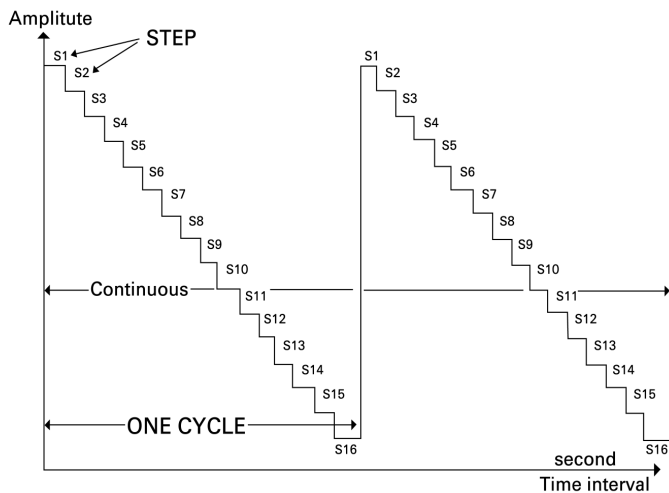 Amplitute
STEP
S1
S2
S3
S4
S5
S6
S7
S8
S9
S10
S11
S12
S13
S14
S15
S16
S1
S2
S3
S4
S5
S6
S7
S8
S9
S10
S11
S12
S13
S14
S15
S16
Continuous
ONE CYCLE
second
Time interval